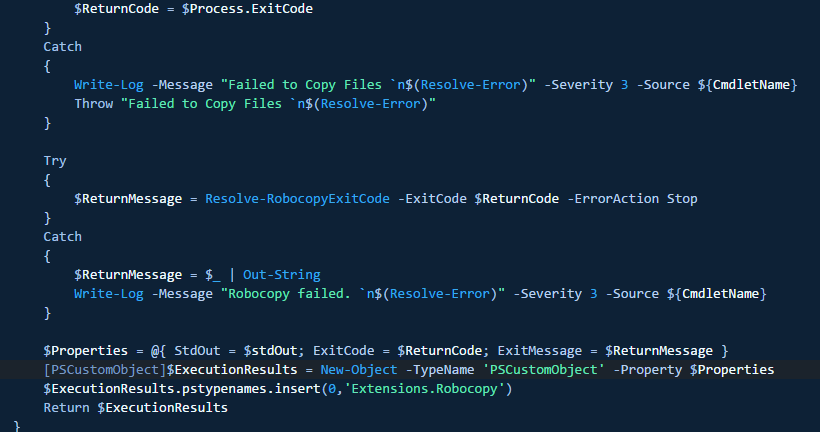 $ReturnCode = $Process.ExitCode
}
Catch
{
Write-Log -Message "Failed to Copy Files `n$(Resolve-Error)" -Severity 3 -Source ${CmdletName}
Throw "Failed to Copy Files `n$(Resolve-Error)"
}
Try
{
$ReturnMessage = Resolve-RobocopyExitCode -ExitCode $ReturnCode -ErrorAction Stop
}
Catch
{
$ReturnMessage = $_ | Out-String
Write-Log -Message "Robocopy failed. `n$(Resolve-Error)" -Severity 3 -Source ${CmdletName}
}
$Properties = @{ StdOut = $stdOut; ExitCode = $ReturnCode; ExitMessage = $ReturnMessage }
[PSCustomObject]$ExecutionResults = New-Object -TypeName 'PSCustomObject' -Property $Properties
$ExecutionResults.pstypenames.insert(0,'Extensions.Robocopy')
Return $ExecutionResults
}